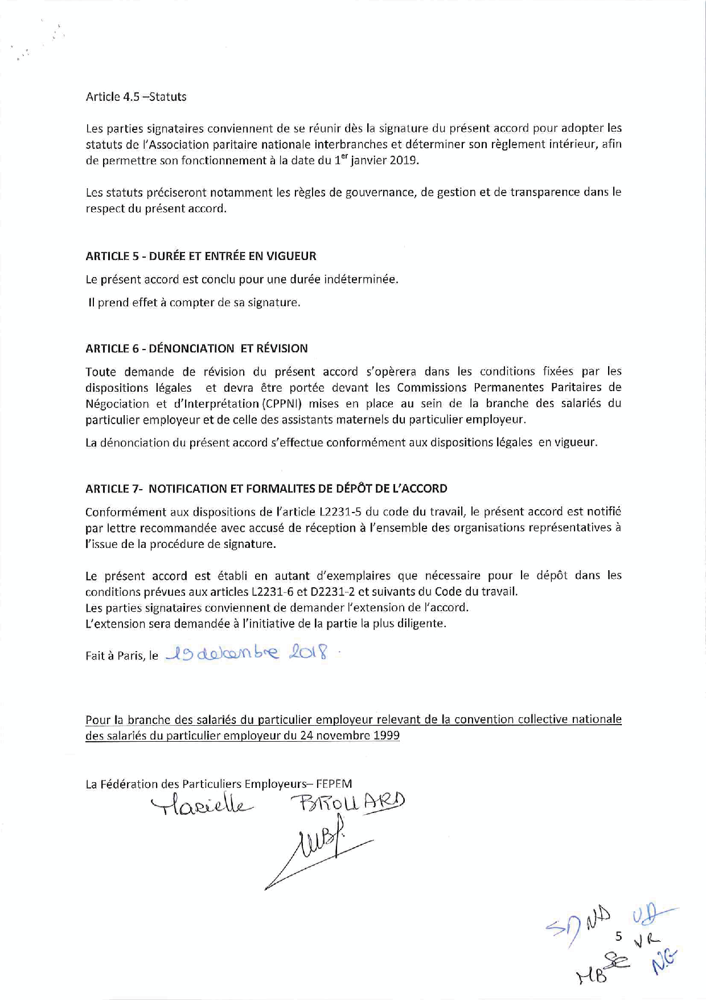 Article 4.5 –Statuts
Les parties signataires conviennent de se réunir dès la signature du présent accord pour adopter les
statuts de l'Association paritaire nationale interbranches et déterminer son règlement intérieur, afin
de permettre son fonctionnement à la date du 1er janvier 2019.
Les statuts préciseront notamment les règles de gouvernance, de gestion et de transparence dans le
respect du présent accord.
ARTICLE 5 - DURÉE ET ENTRÉE EN VIGUEUR
Le présent accord est conclu pour une durée indéterminée.
Il prend effet à compter de sa signature.
ARTICLE 6 - DÉNONCIATION ET RÉVISION
Toute demande de révision du présent accord s'opèrera dans les conditions fixées par les
dispositions légales et devra être portée devant les Commissions Permanentes Paritaires de
Négociation et d'Interprétation (CPPNI) mises en place au sein de la branche des salariés du
particulier employeur et de celle des assistants maternels du particulier employeur.
La dénonciation du présent accord s'effectue conformément aux dispositions légales en vigueur.
ARTICLE 7- NOTIFICATION ET FORMALITES DE DÉPÔT DE L'ACCORD
Conformément aux dispositions de l'article L2231-5 du code du travail, le présent accord est notifié
par lettre recommandée avec accusé de réception à l'ensemble des organisations représentatives à
l'issue de la procédure de signature.
Le présent accord est établi en autant d'exemplaires que nécessaire pour le dépôt dans les
conditions prévues aux articles L2231-6 et D2231-2 et suivants du Code du travail.
Les parties signataires conviennent de demander l'extension de l'accord.
L'extension sera demandée à l'initiative de la partie la plus diligente.
Fait à Paris, le 19 décembre 2018
Pour la branche des salariés du particulier employeur relevant de la convention collective nationale
des salariés du particulier employeur du 24 novembre 1999
La Fédération des Particuliers Employeurs– FEPEM
Marielle BROUARD
ND
5 VR
MB SC N.G